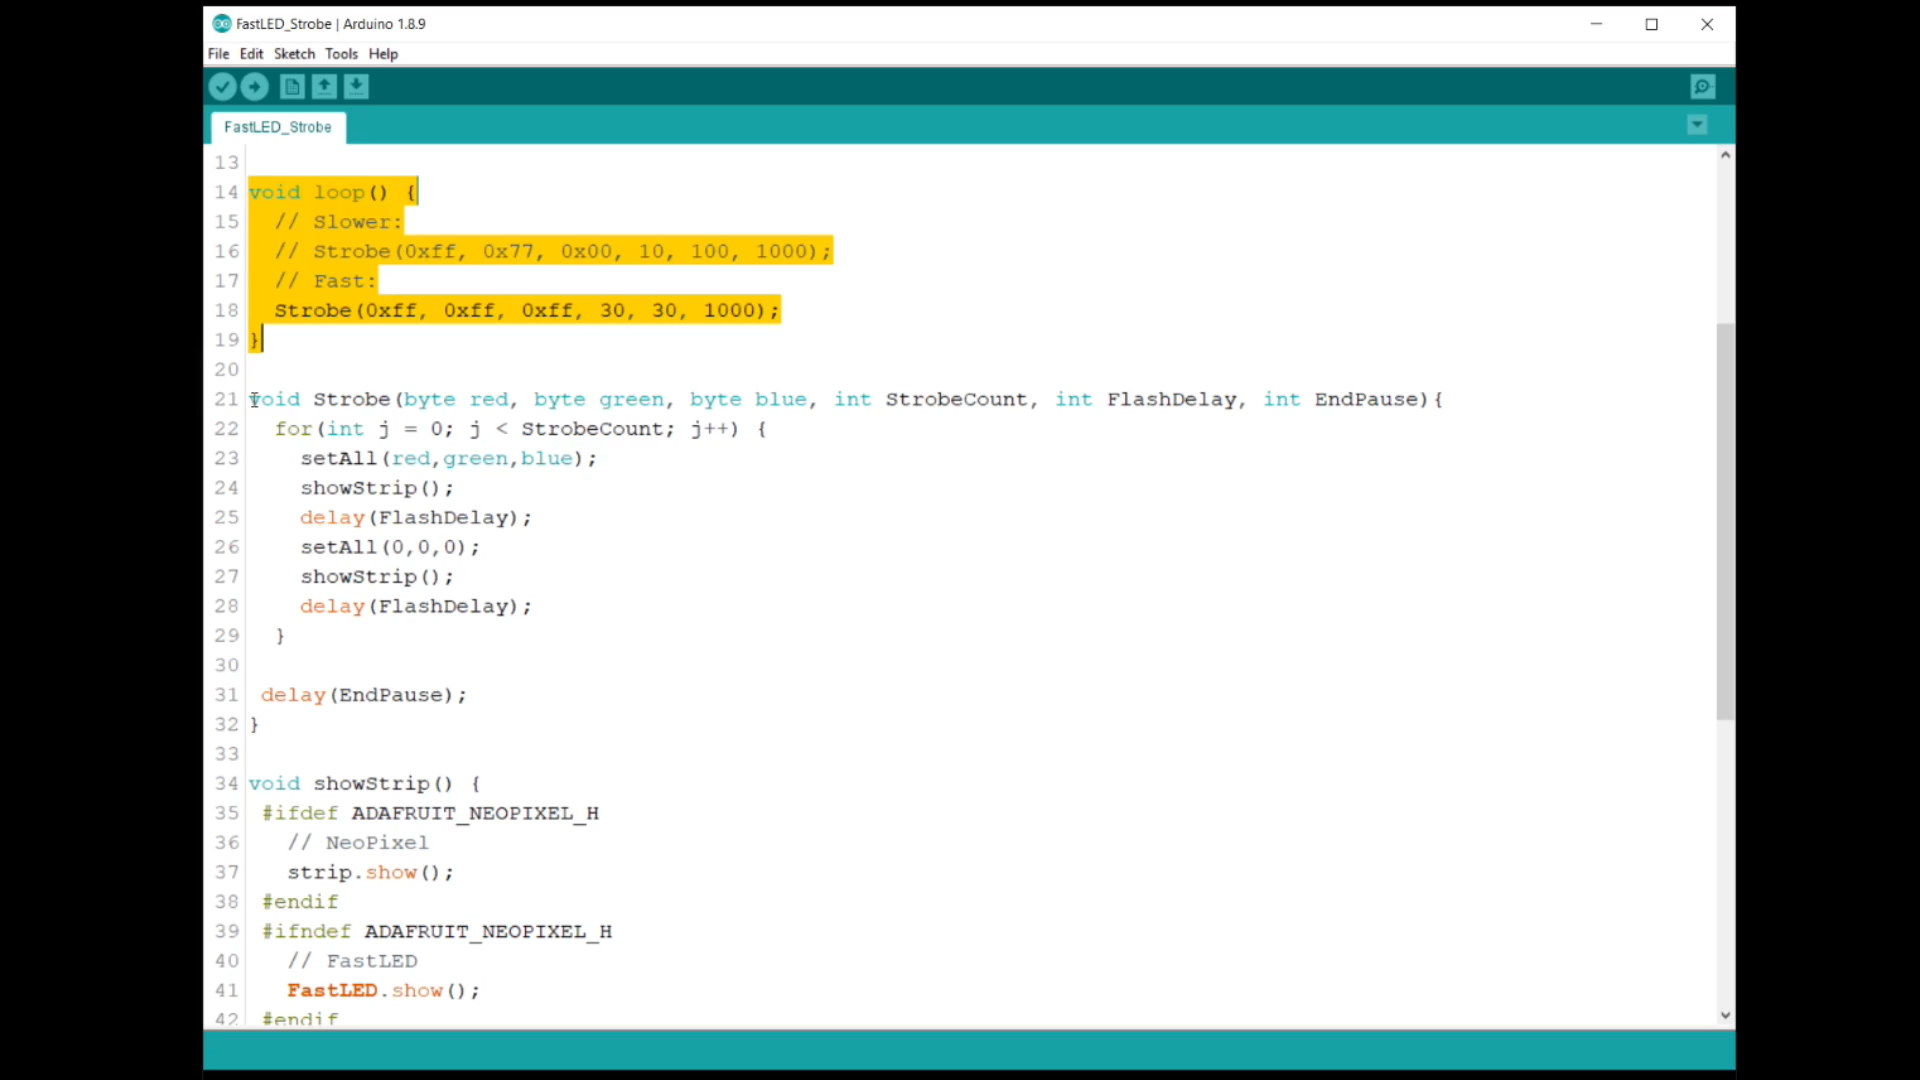 FastLED_Strobe | Arduino 1.8.9
File Edit Sketch Tools Help
FastLED_Strobe
13
14 void loop() {
15 // Slower:
16 // Strobe(0xff, 0x77, 0x00, 10, 100, 1000);
17 // Fast:
18 Strobe(0xff, 0xff, 0xff, 30, 30, 1000);
19 }
20
21 void Strobe(byte red, byte green, byte blue, int StrobeCount, int FlashDelay, int EndPause){
22 for(int j = 0; j < StrobeCount; j++) {
23 setAll(red,green,blue);
24 showStrip();
25 delay(FlashDelay);
26 setAll(0,0,0);
27 showStrip();
28 delay(FlashDelay);
29 }
30
31 delay(EndPause);
32 }
33
34 void showStrip() {
35 #ifdef ADAFRUIT_NEOPIXEL_H
36 // NeoPixel
37 strip.show();
38 #endif
39 #ifndef ADAFRUIT_NEOPIXEL_H
40 // FastLED
41 FastLED.show();
42 #endif